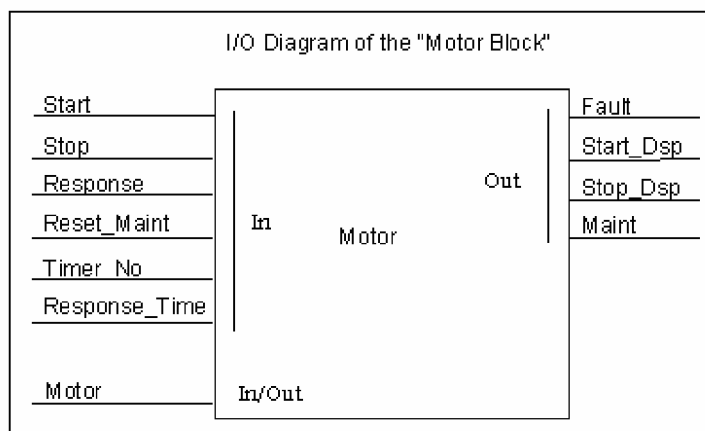 I/O Diagram of the "Motor Block"
Start
Stop
Response
Reset_Maint
Timer_No
Response_Time
Motor
In
Motor
In/Out
Out
Fault
Start_Dsp
Stop_Dsp
Maint